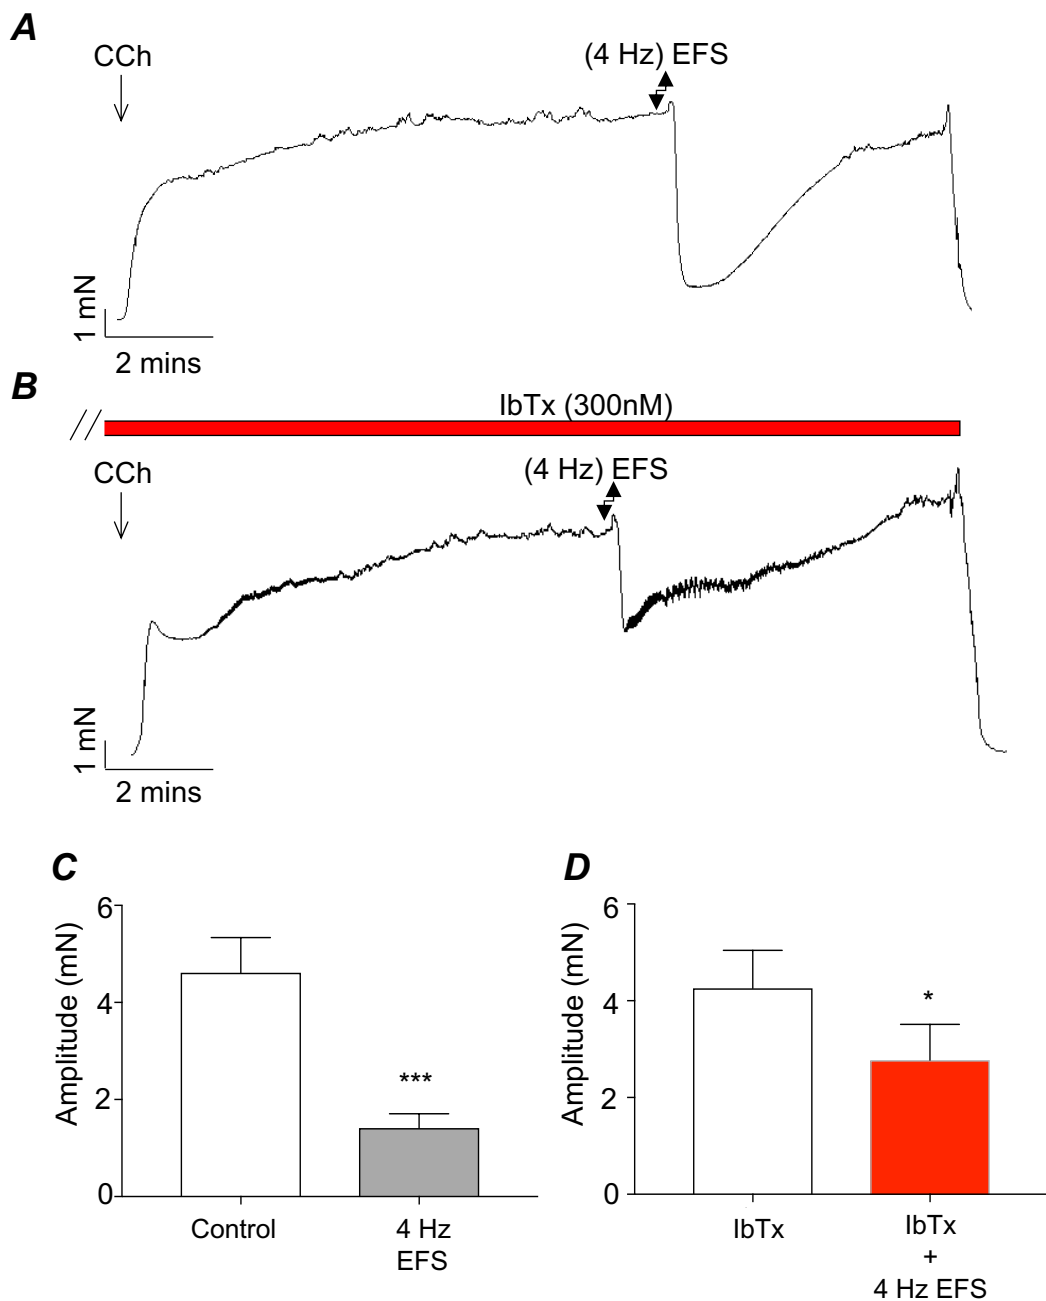 A
CCh
(4 Hz) EFS
1 mN
2 mins
B
IbTx (300nM)
CCh
(4 Hz) EFS
1 mN
2 mins
C
Amplitude (mN)
6
4
2
0
***
Control
4 Hz
EFS
D
Amplitude (mN)
6
4
2
0
*
IbTx
IbTx
+
4 Hz EFS